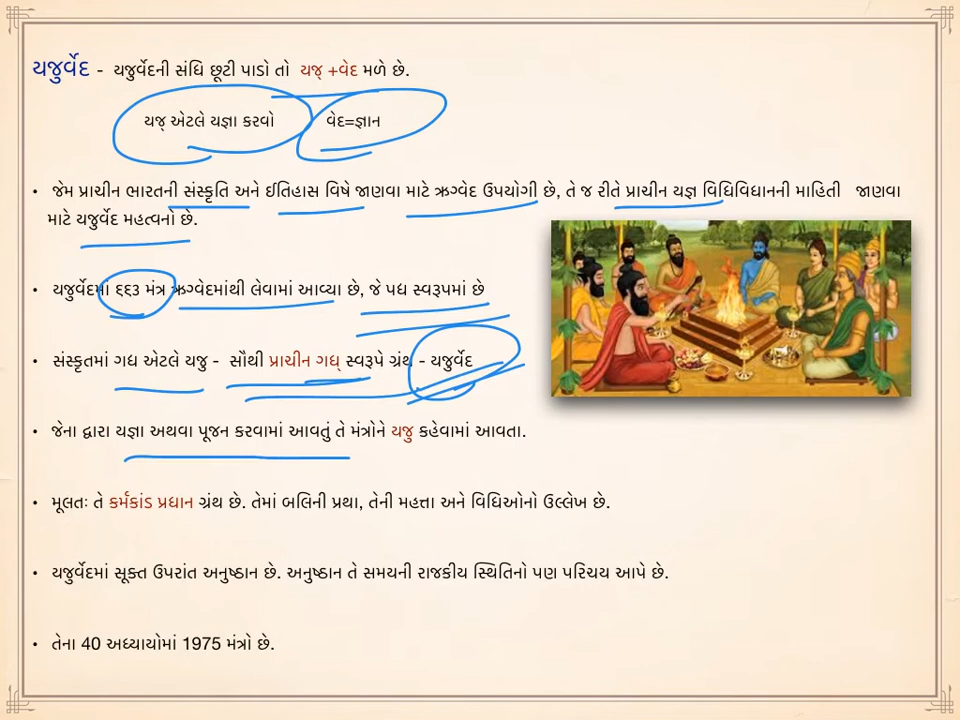 યજુર્વેદ - યજુર્વેદની સંધિ છૂટી પાડો તો યજ્ +વેદ મળે છે.
યજ્ એટલે યજ્ઞા કરવો વેદ=જ્ઞાન
• જેમ પ્રાચીન ભારતની સંસ્કૃતિ અને ઈતિહાસ વિષે જાણવા માટે ઋગ્વેદ ઉપયોગી છે, તે જ રીતે પ્રાચીન યજ્ઞ વિધિવિધાનની માહિતી જાણવા
માટે યજુર્વેદ મહત્વનો છે.
• યજુર્વેદમાં ૬૬૩ મંત્ર ઋગ્વેદમાંથી લેવામાં આવ્યા છે, જે પદ્ય સ્વરૂપમાં છે
• સંસ્કૃતમાં ગદ્ય એટલે યજુ - સૌથી પ્રાચીન ગદ્ય્ સ્વરૂપે ગ્રંથ - યજુર્વેદ
• જેના દ્વારા યજ્ઞા અથવા પૂજન કરવામાં આવતું તે મંત્રોને યજુ કહેવામાં આવતા.
• મૂલતઃ તે કર્મકાંડ પ્રધાન ગ્રંથ છે. તેમાં બલિની પ્રથા, તેની મહત્તા અને વિધિઓનો ઉલ્લેખ છે.
• યજુર્વેદમાં સૂક્ત ઉપરાંત અનુષ્ઠાન છે. અનુષ્ઠાન તે સમયની રાજકીય સ્થિતિનો પણ પરિચય આપે છે.
• તેના 40 અધ્યાયોમાં 1975 મંત્રો છે.